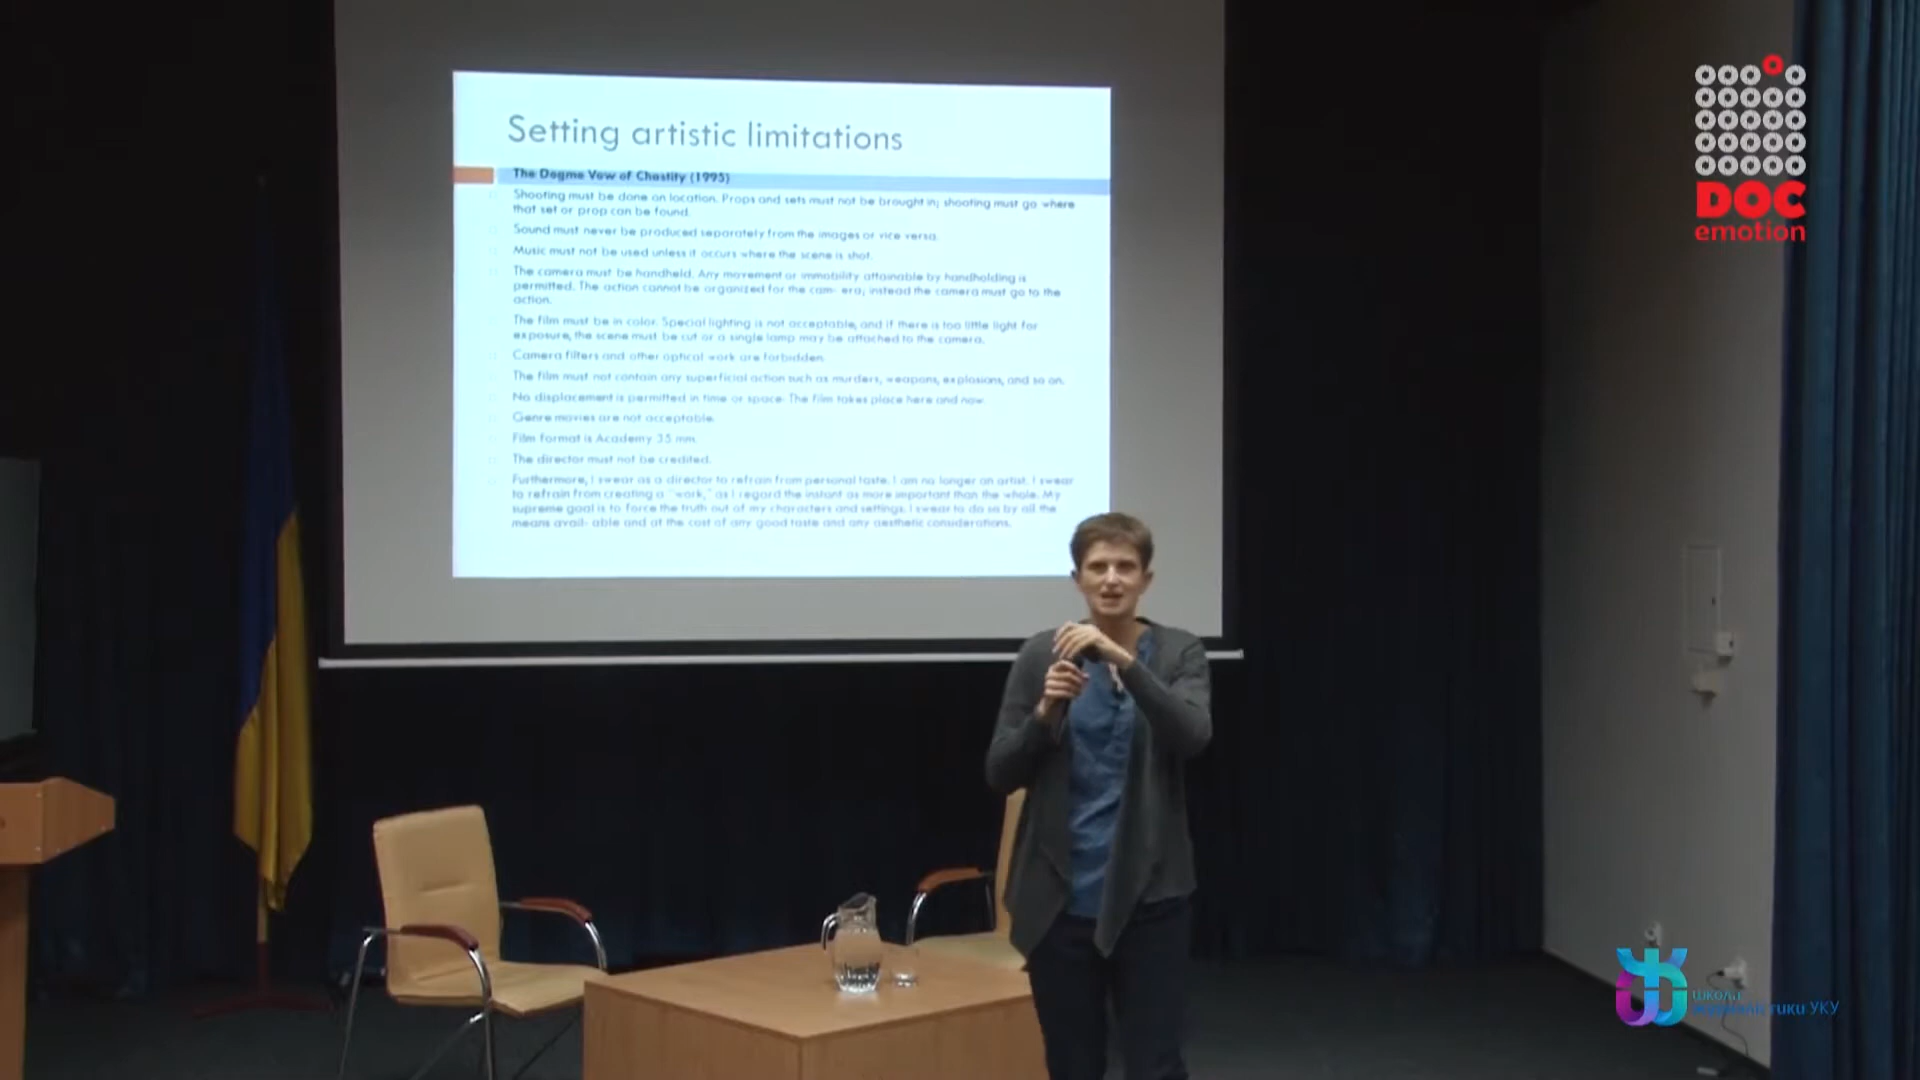 Setting artistic limitations
The Dogme Vow of Chastity (1995)
Shooting must be done on location. Props and sets must not be brought in; shooting must go where
that set or prop can be found.
Sound must never be produced separately from the images or vice versa.
Music must not be used unless it occurs where the scene is shot.
The camera must be handheld. Any movement or immobility attainable by handholding is
permitted. The action cannot be organized for the cam- era; instead the camera must go to the
action.
The film must be in color. Special lighting is not acceptable, and if there is too little light for
exposure, the scene must be cut or a single lamp may be attached to the camera.
Camera filters and other optical work are forbidden.
The film must not contain any superficial action such as murders, weapons, explosions, and so on.
No displacement is permitted in time or space: The film takes place here and now.
Genre movies are not acceptable.
Film format is Academy 35 mm.
The director must not be credited.
Furthermore, I swear as a director to refrain from personal taste. I am no longer an artist. I swear
to refrain from creating a "work," as I regard the instant as more important than the whole. My
supreme goal is to force the truth out of my characters and settings. I swear to do so by all the
means avail- able and at the cost of any good taste and any aesthetic considerations.
DOC
emotion
школа
журналістики УКУ